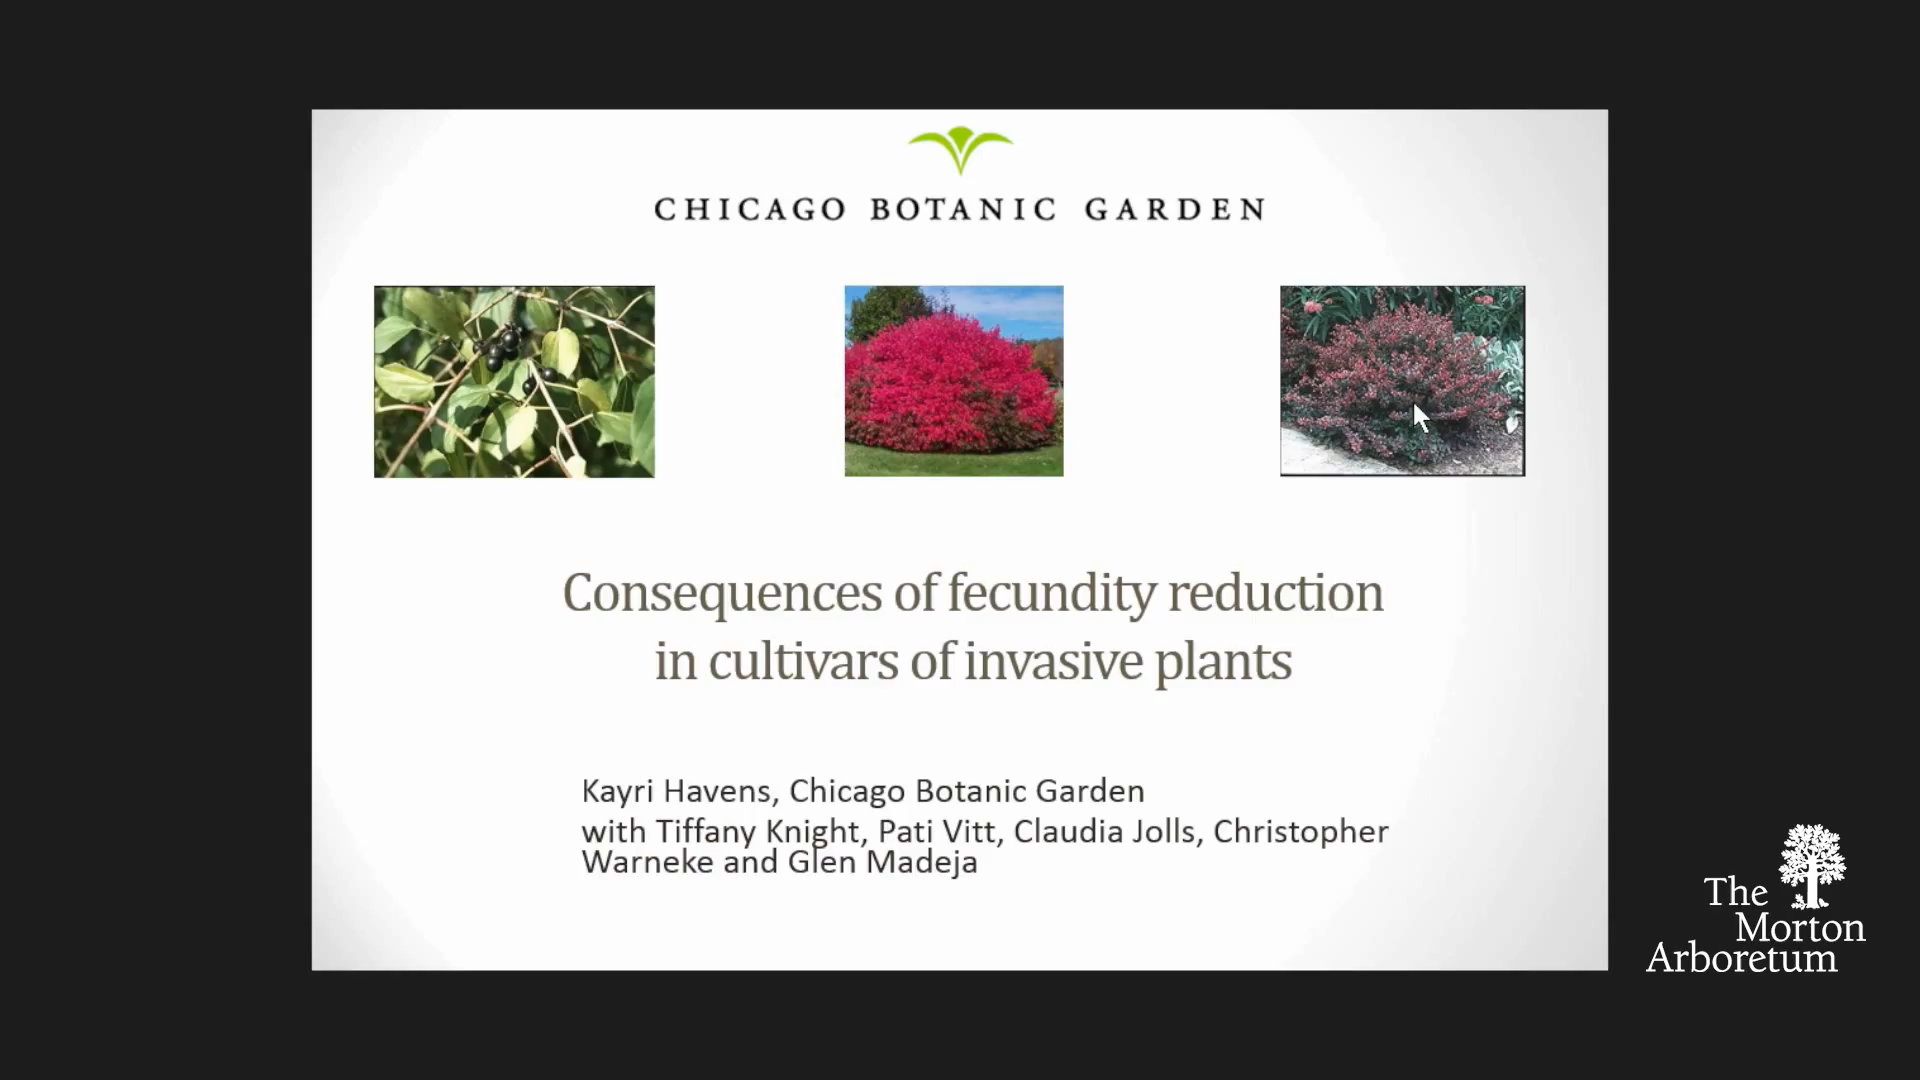 CHICAGO BOTANIC GARDEN
Consequences of fecundity reduction
in cultivars of invasive plants
Kayri Havens, Chicago Botanic Garden
with Tiffany Knight, Pati Vitt, Claudia Jolls, Christopher
Warneke and Glen Madeja
The
Morton
Arboretum